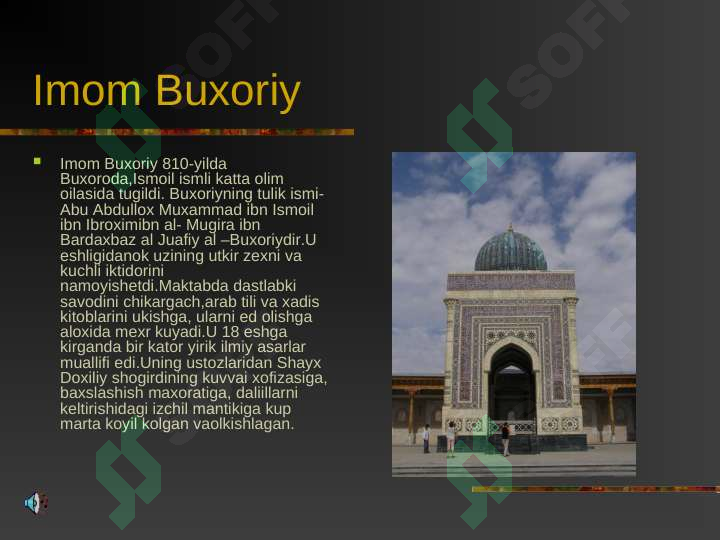 SOFF
SOFF
Imom Buxoriy
Imom Buxoriy 810-yilda
Buxoroda,Ismoil ismli katta olim
oilasida tugildi. Buxoriyning tulik ismi-
Abu Abdullox Muxammad ibn Ismoil
ibn Ibroximibn al- Mugira ibn
Bardaxbaz al Juafiy al –Buxoriydir.U
eshligidanok uzining utkir zexni va
kuchli iktidorini
namoyishetdi.Maktabda dastlabki
savodini chikargach,arab tili va xadis
kitoblarini ukishga, ularni ed olishga
aloxida mexr kuyadi.U 18 eshga
kirganda bir kator yirik ilmiy asarlar
muallifi edi.Uning ustozlaridan Shayx
Doxiliy shogirdining kuvvai xofizasiga,
baxslashish maxoratiga, daliillarni
keltirishidagi izchil mantikiga kup
marta koyil kolgan vaolkishlagan.